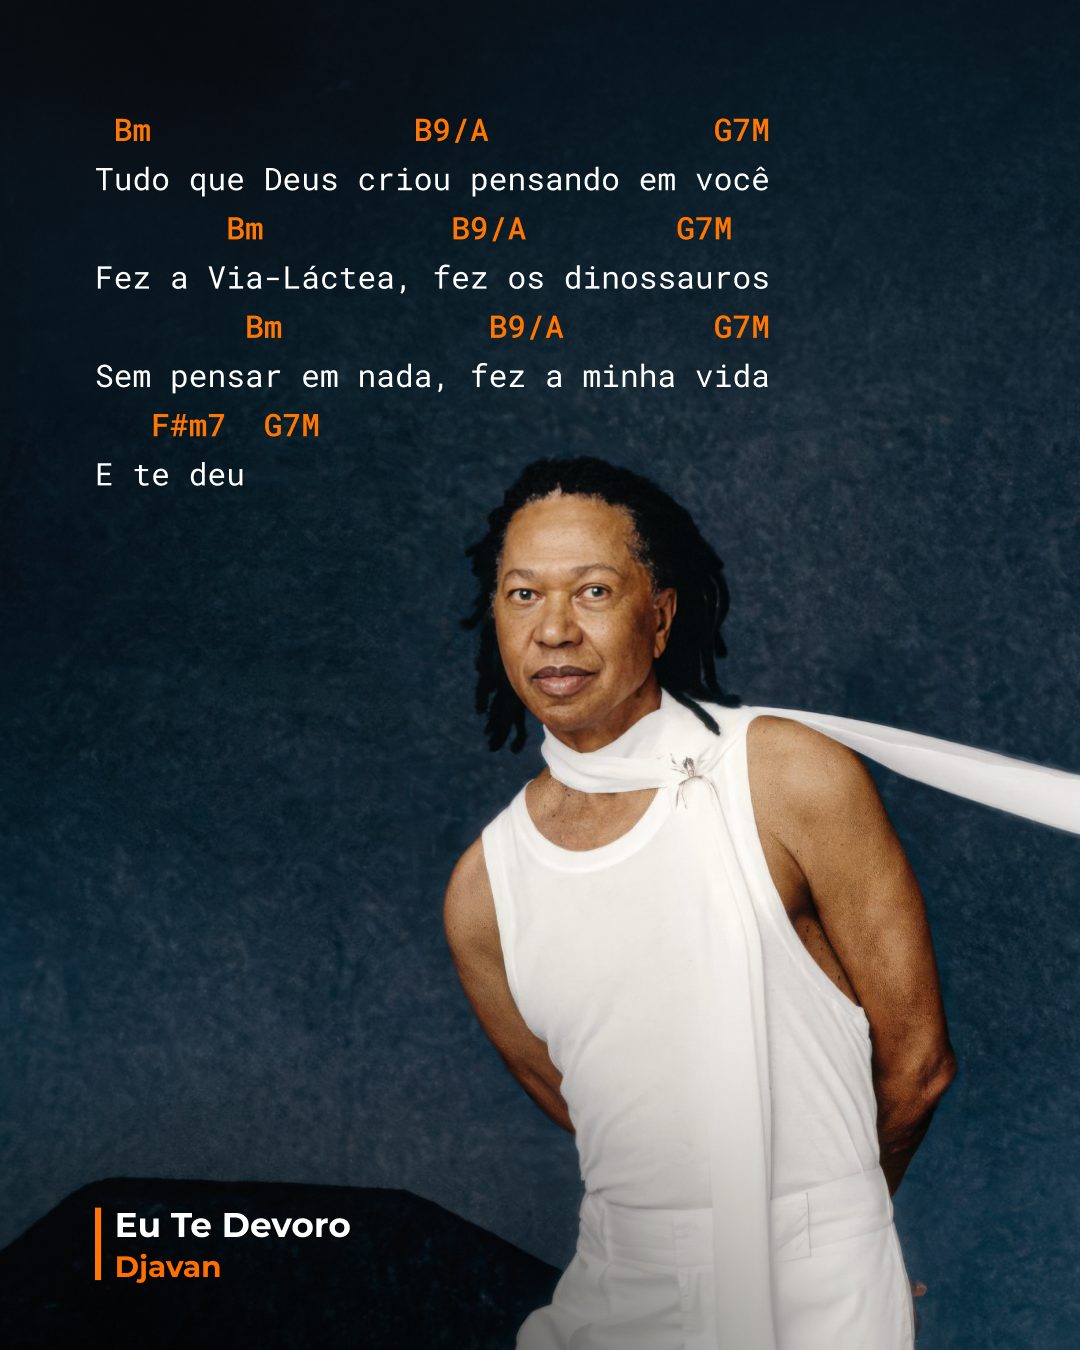 Bm B9/A G7M
Tudo que Deus criou pensando em você
Bm B9/A G7M
Fez a Via-Láctea, fez os dinossauros
Bm B9/A G7M
Sem pensar em nada, fez a minha vida
F#m7 G7M
E te deu
Eu Te Devoro
Djavan